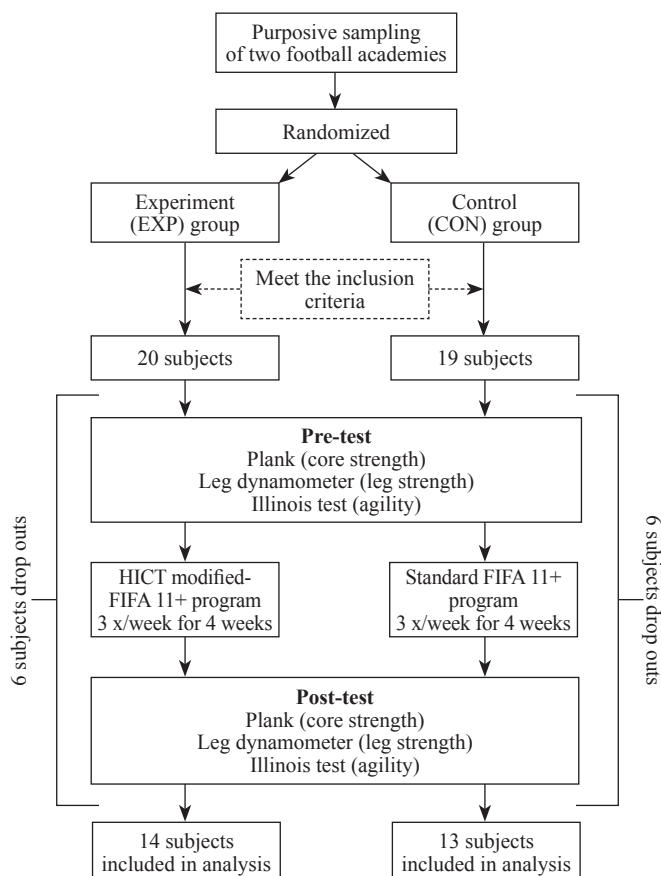 Purposive sampling
of two football academies
Randomized
Experiment
(EXP) group
Control
(CON) group
Meet the inclusion
criteria
20 subjects
19 subjects
6 subjects drop outs
Pre-test
Plank (core strength)
Leg dynamometer (leg strength)
Illinois test (agility)
6 subjects drop outs
HICT modified-
FIFA 11+ program
3 x/week for 4 weeks
Standard FIFA 11+
program
3 x/week for 4 weeks
Post-test
Plank (core strength)
Leg dynamometer (leg strength)
Illinois test (agility)
14 subjects
included in analysis
13 subjects
included in analysis